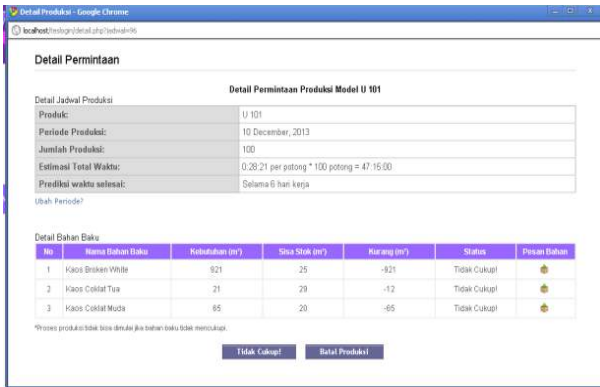 Detail Produksi - Google Chrome
localhost/teslogin/detail.php?jadwal=96
Detail Permintaan
Detail Permintaan Produksi Model U 101
Detail Jadwal Produksi
Produk: U 101
Periode Produksi: 10 December, 2013
Jumlah Produksi: 100
Estimasi Total Waktu: 0:28:21 per potong * 100 potong = 47:15:00
Prediksi waktu selesai: Selama 6 hari kerja
Ubah Periode?
Detail Bahan Baku
No Nama Bahan Baku Kebutuhan (m²) Sisa Stok (m²) Kurang (m²) Status Pesan Bahan
1 Kaos Broken White 921 25 -921 Tidak Cukup!
2 Kaos Coklat Tua 21 29 -12 Tidak Cukup!
3 Kaos Coklat Muda 65 20 -65 Tidak Cukup!
*Proses produksi tidak bisa dimulai jika bahan baku tidak mencukupi.
Tidak Cukup! Batal Produksi